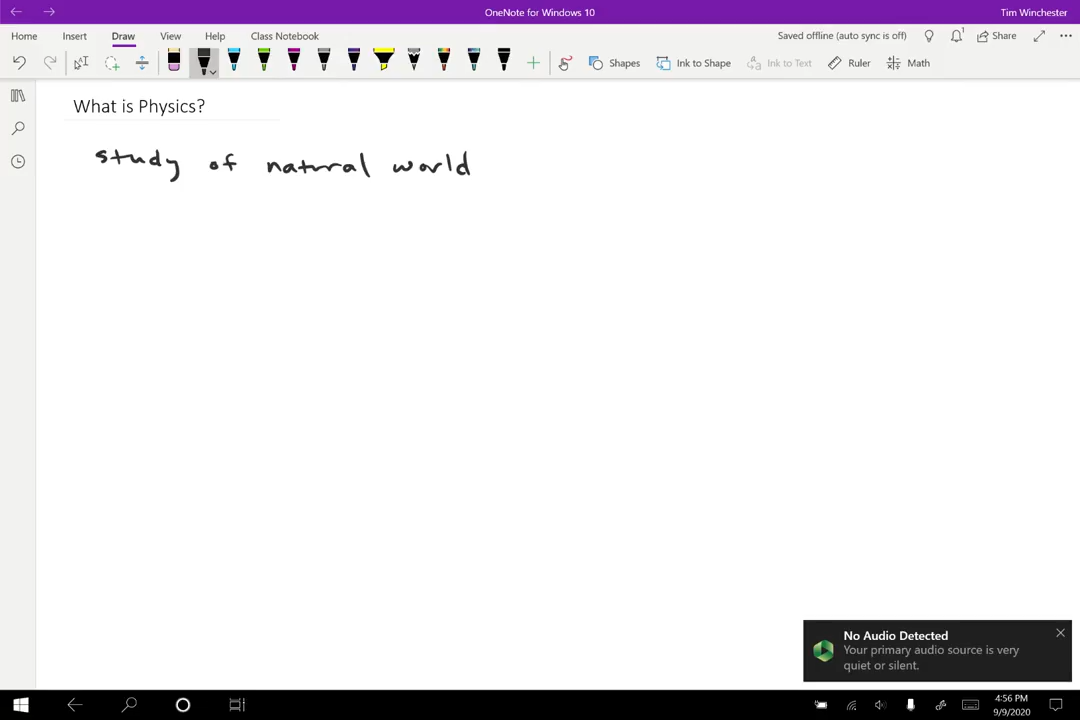 OneNote for Windows 10
Tim Winchester
Home Insert Draw View Help Class Notebook
Saved offline (auto sync is off) 1 Share
Shapes Ink to Shape Ink to Text Ruler Math
What is Physics?
study of natural world
No Audio Detected
Your primary audio source is very
quiet or silent.
4:56 PM
9/9/2020